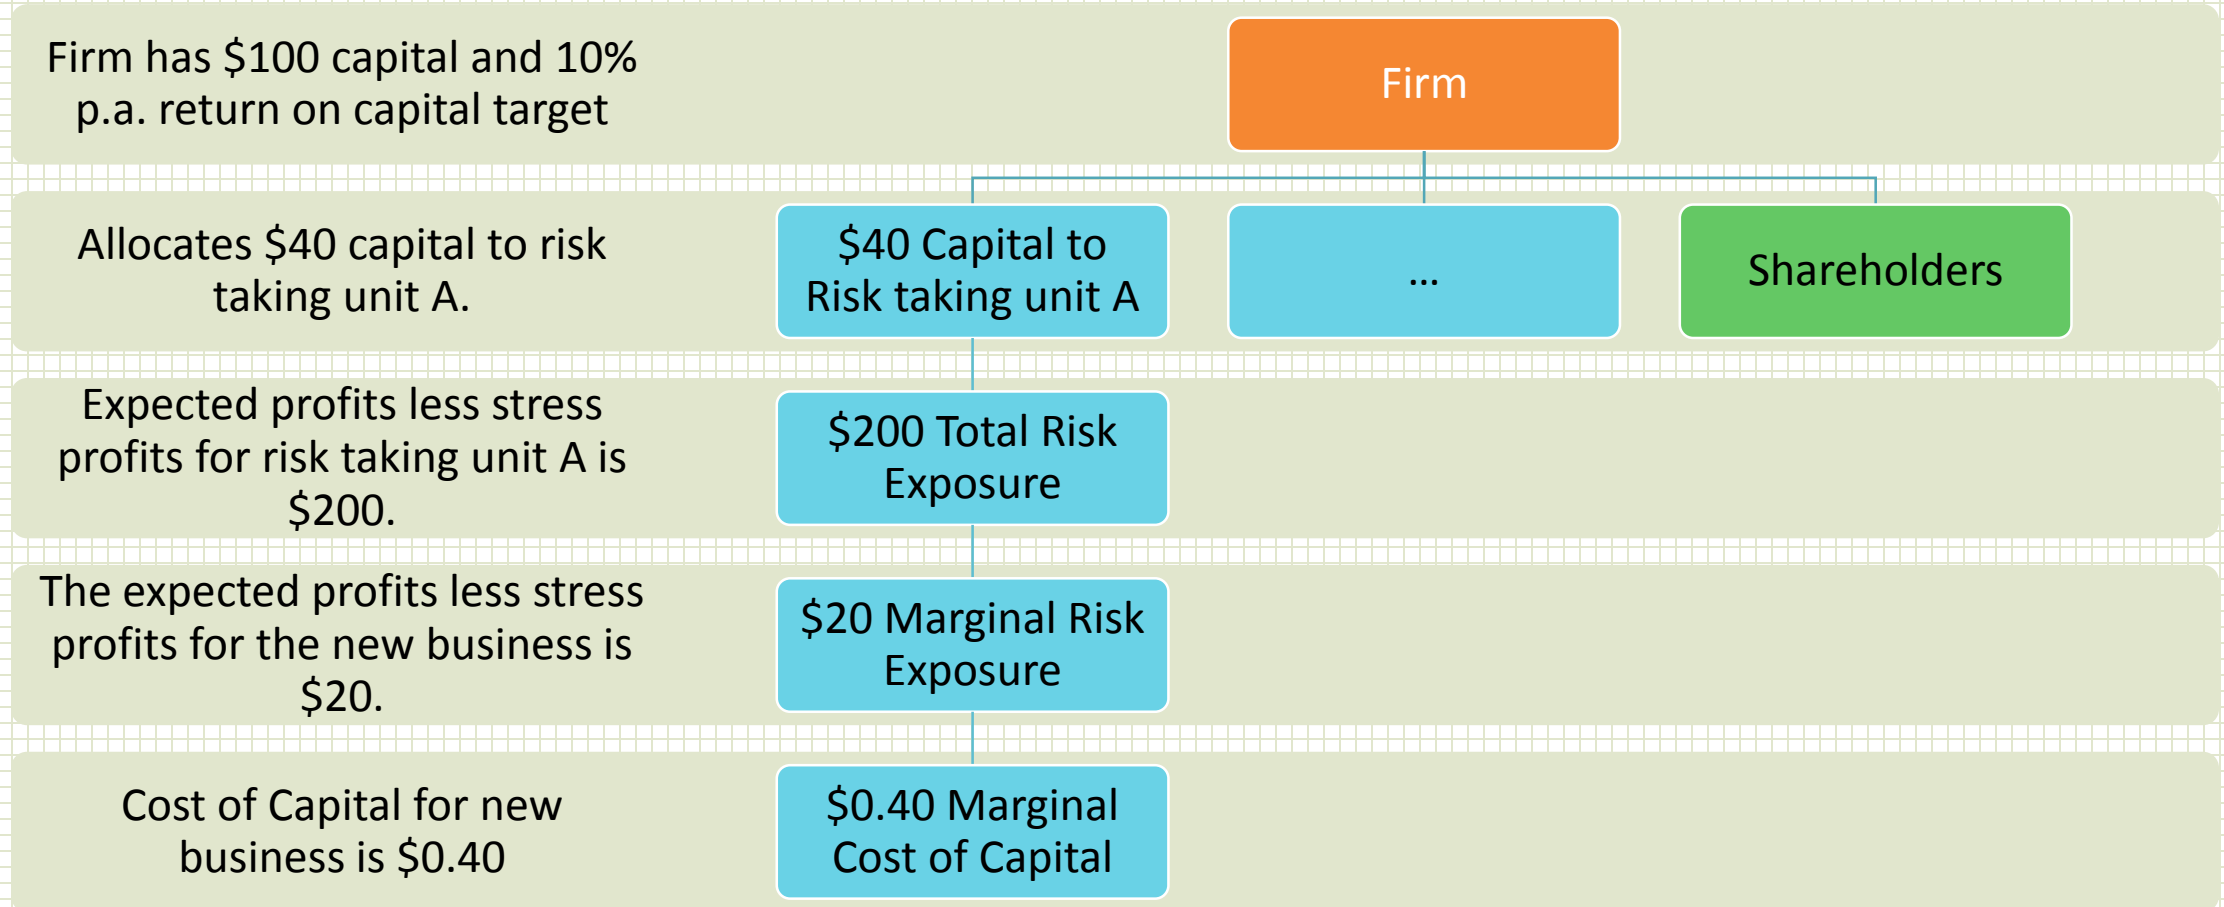 Firm has $100 capital and 10%
p.a. return on capital target
Firm
Allocates $40 capital to risk
taking unit A.
$40 Capital to
Risk taking unit A
...
Shareholders
Expected profits less stress
profits for risk taking unit A is
$200.
$200 Total Risk
Exposure
The expected profits less stress
profits for the new business is
$20.
$20 Marginal Risk
Exposure
Cost of Capital for new
business is $0.40
$0.40 Marginal
Cost of Capital